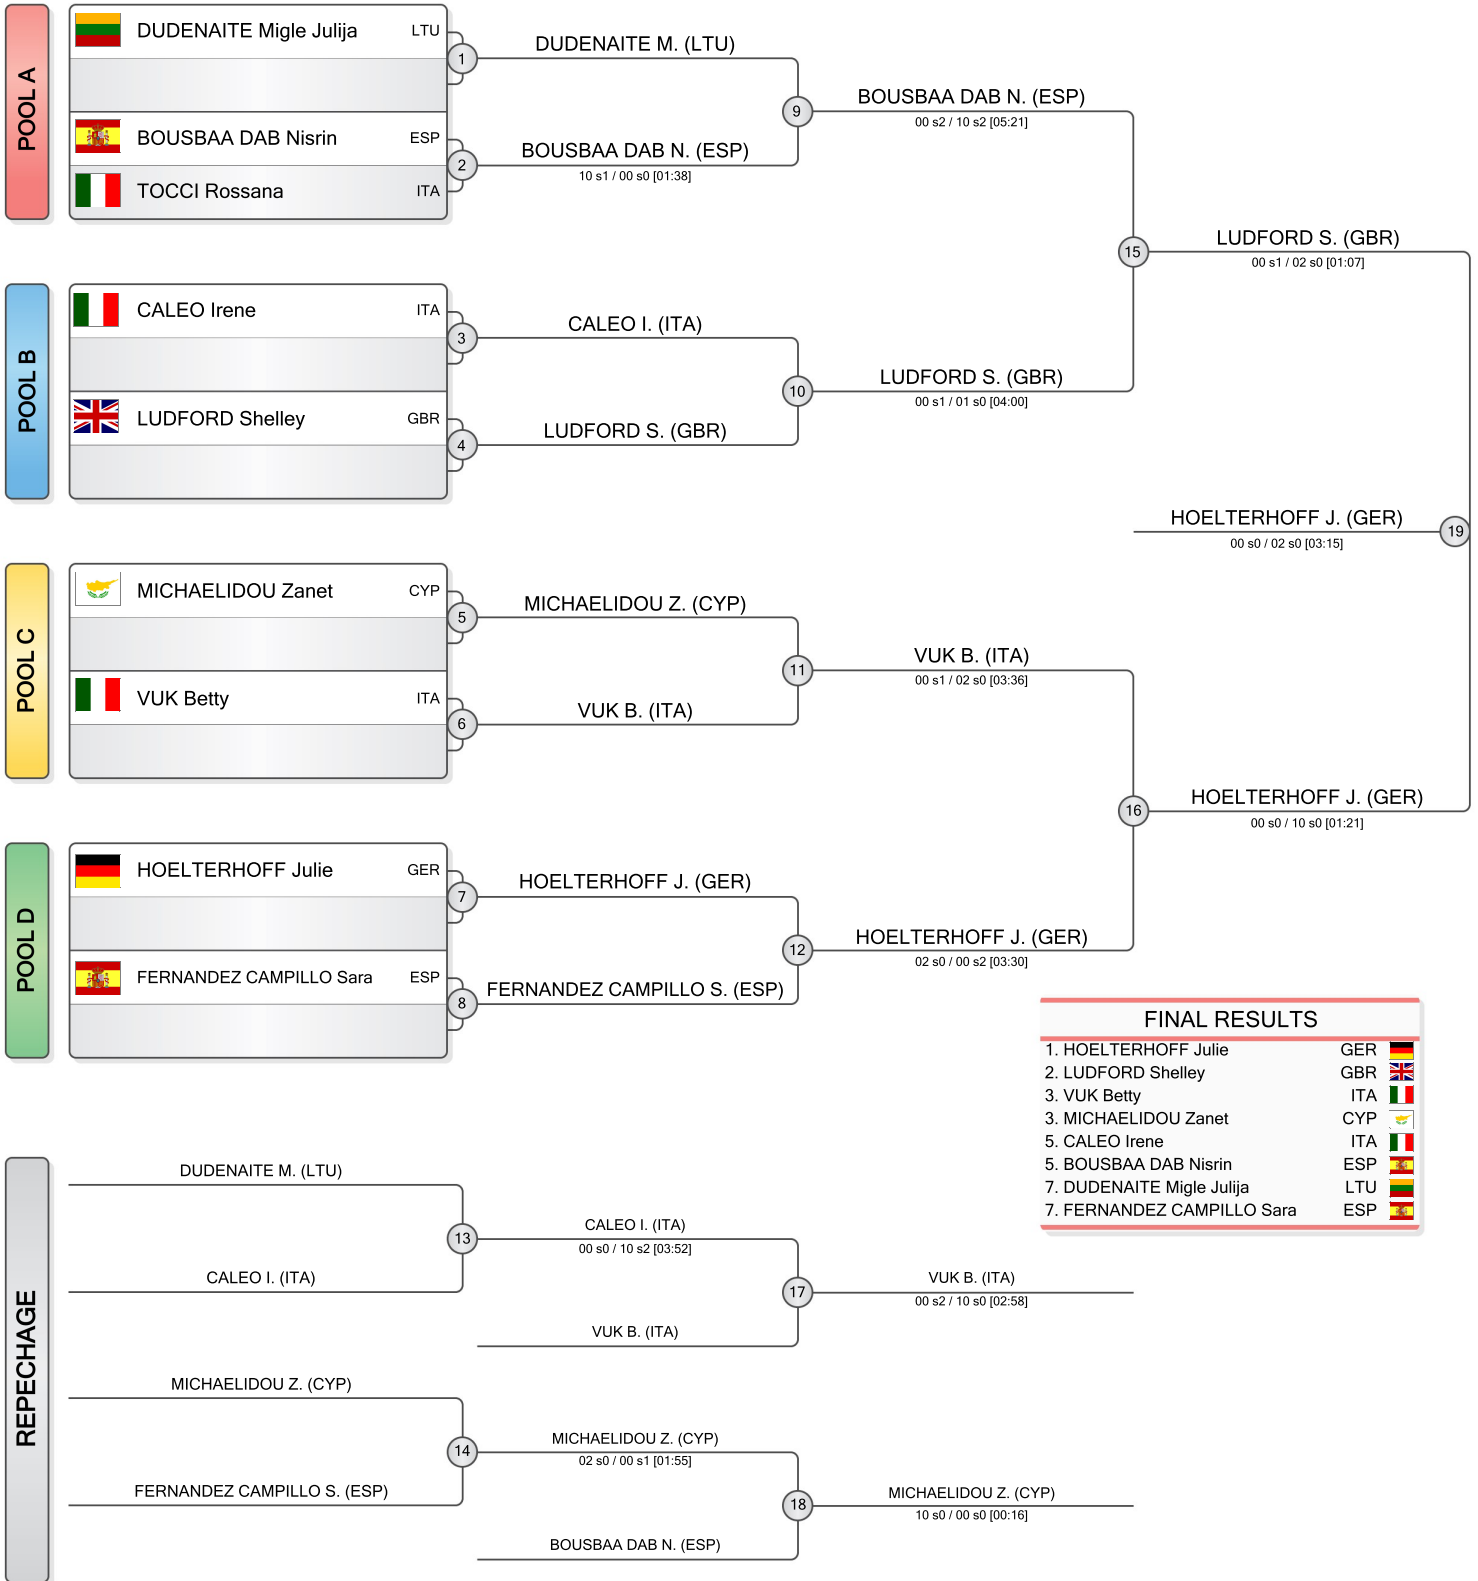 POOL A
DUDENAITE Migle Julija LTU
BOUSBAA DAB Nisrin ESP
TOCCI Rossana ITA
1
DUDENAITE M. (LTU)
2
BOUSBAA DAB N. (ESP)
10 s1 / 00 s0 [01:38]
9
BOUSBAA DAB N. (ESP)
00 s2 / 10 s2 [05:21]
POOL B
CALEO Irene ITA
LUDFORD Shelley GBR
3
CALEO I. (ITA)
4
LUDFORD S. (GBR)
10
LUDFORD S. (GBR)
00 s1 / 01 s0 [04:00]
15
LUDFORD S. (GBR)
00 s1 / 02 s0 [01:07]
HOELTERHOFF J. (GER)
00 s0 / 02 s0 [03:15]
19
POOL C
MICHAELIDOU Zanet CYP
VUK Betty ITA
5
MICHAELIDOU Z. (CYP)
6
VUK B. (ITA)
11
VUK B. (ITA)
00 s1 / 02 s0 [03:36]
16
HOELTERHOFF J. (GER)
00 s0 / 10 s0 [01:21]
POOL D
HOELTERHOFF Julie GER
FERNANDEZ CAMPILLO Sara ESP
7
HOELTERHOFF J. (GER)
8
FERNANDEZ CAMPILLO S. (ESP)
12
HOELTERHOFF J. (GER)
02 s0 / 00 s2 [03:30]
FINAL RESULTS
1. HOELTERHOFF Julie GER
2. LUDFORD Shelley GBR
3. VUK Betty ITA
3. MICHAELIDOU Zanet CYP
5. CALEO Irene ITA
5. BOUSBAA DAB Nisrin ESP
7. DUDENAITE Migle Julija LTU
7. FERNANDEZ CAMPILLO Sara ESP
REPECHAGE
DUDENAITE M. (LTU)
CALEO I. (ITA)
13
CALEO I. (ITA)
00 s0 / 10 s2 [03:52]
VUK B. (ITA)
17
VUK B. (ITA)
00 s2 / 10 s0 [02:58]
MICHAELIDOU Z. (CYP)
FERNANDEZ CAMPILLO S. (ESP)
14
MICHAELIDOU Z. (CYP)
02 s0 / 00 s1 [01:55]
BOUSBAA DAB N. (ESP)
18
MICHAELIDOU Z. (CYP)
10 s0 / 00 s0 [00:16]